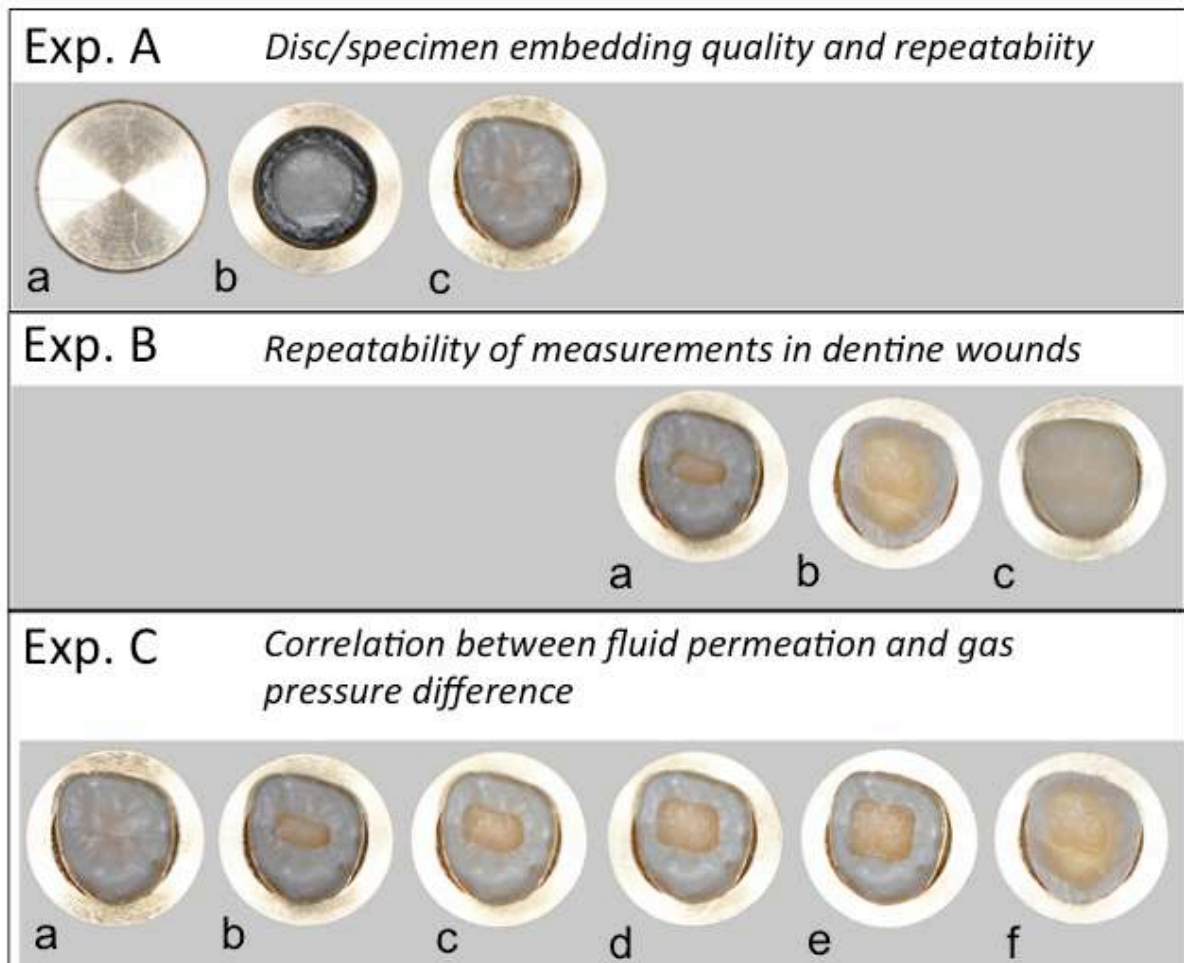 Exp. A
Disc/specimen embedding quality and repeatabiity
a
b
c
Exp. B
Repeatability of measurements in dentine wounds
a
b
c
Exp. C
Correlation between fluid permeation and gas
pressure difference
a
b
c
d
e
f